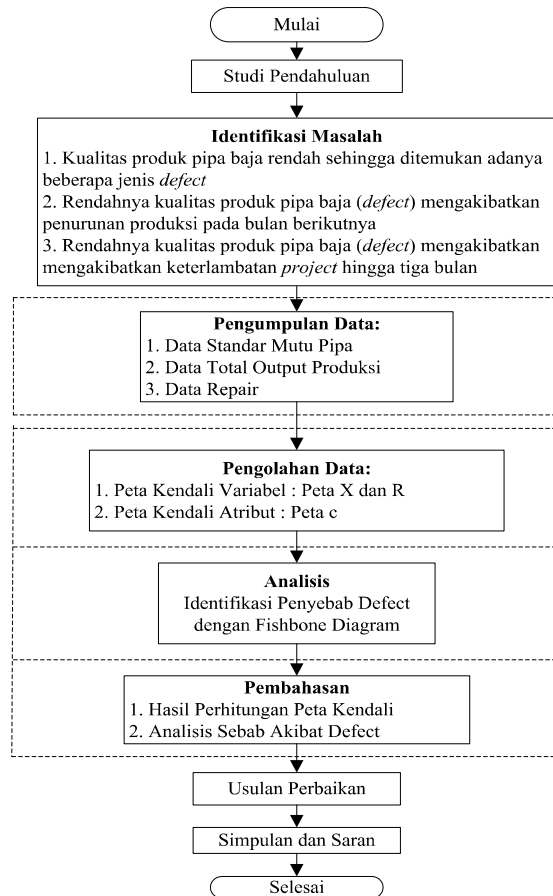 Mulai
Studi Pendahuluan
Identifikasi Masalah
1. Kualitas produk pipa baja rendah sehingga ditemukan adanya
beberapa jenis defect
2. Rendahnya kualitas produk pipa baja (defect) mengakibatkan
penurunan produksi pada bulan berikutnya
3. Rendahnya kualitas produk pipa baja (defect) mengakibatkan
mengakibatkan keterlambatan project hingga tiga bulan
Pengumpulan Data:
1. Data Standar Mutu Pipa
2. Data Total Output Produksi
3. Data Repair
Pengolahan Data:
1. Peta Kendali Variabel : Peta X dan R
2. Peta Kendali Atribut : Peta c
Analisis
Identifikasi Penyebab Defect
dengan Fishbone Diagram
Pembahasan
1. Hasil Perhitungan Peta Kendali
2. Analisis Sebab Akibat Defect
Usulan Perbaikan
Simpulan dan Saran
Selesai